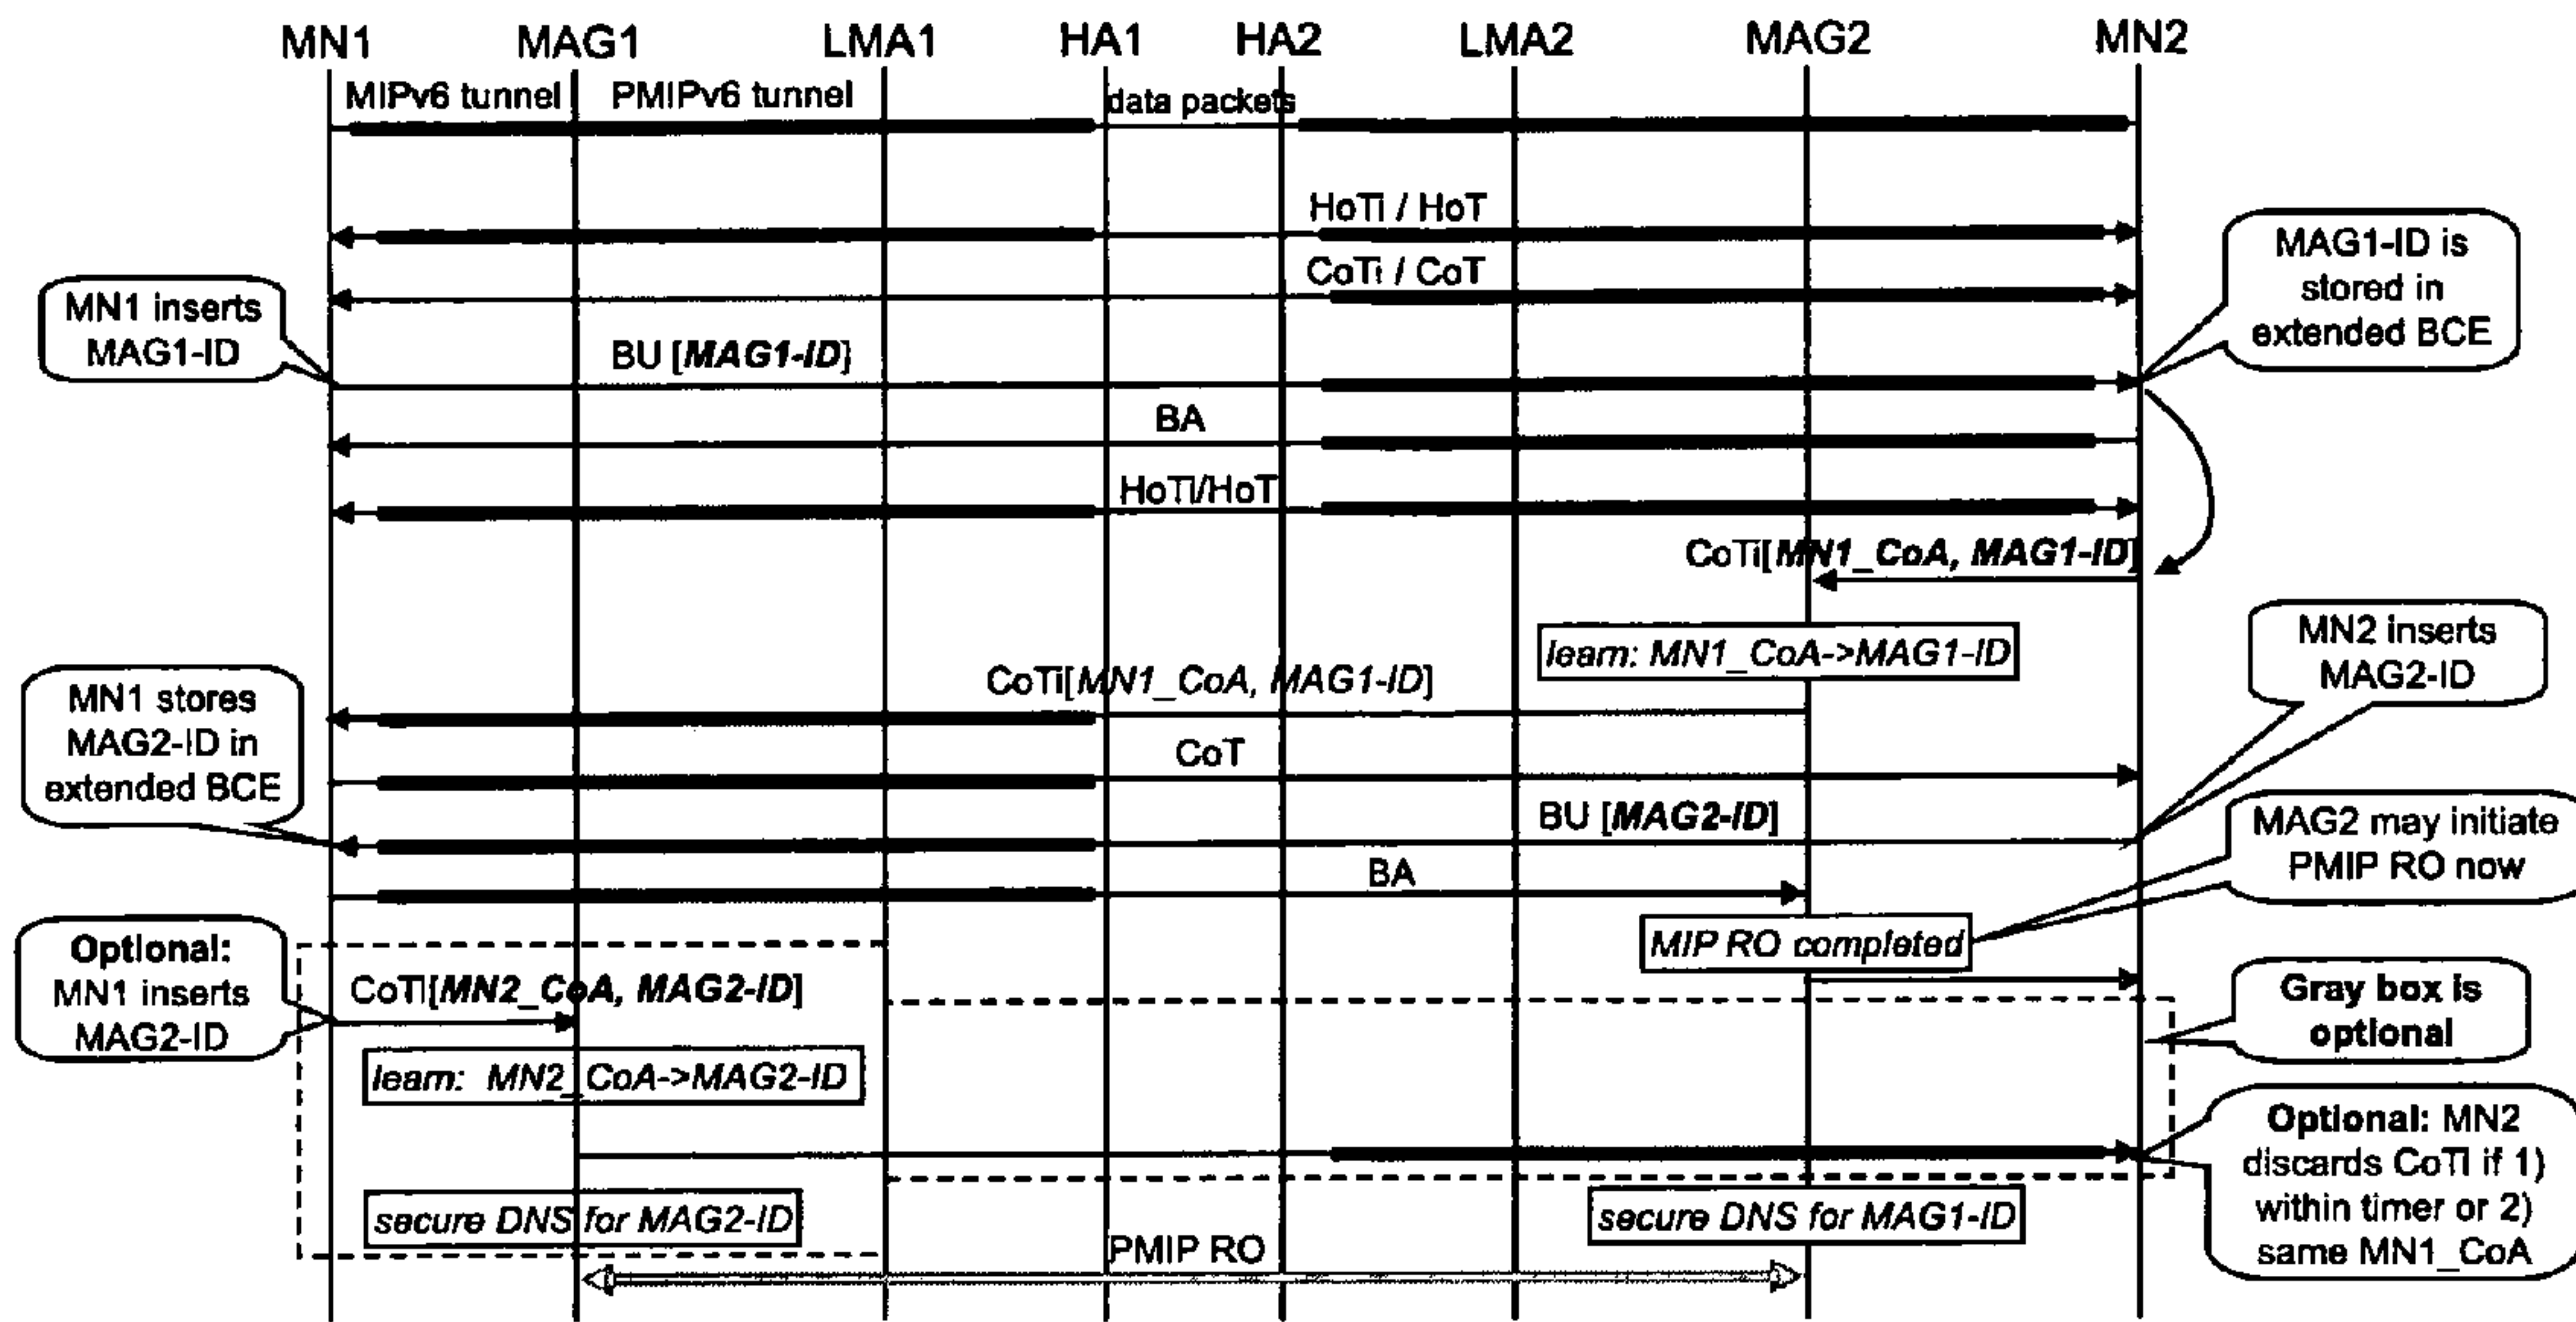 MN1 MAG1 LMA1 HA1 HA2 LMA2 MAG2 MN2
MIPv6 tunnel PMIPv6 tunnel data packets
HoTi / HoT
CoTi / CoT
MN1 inserts
MAG1-ID
BU [MAG1-ID}
MAG1-ID is
stored in
extended BCE
BA
HoTI/HoT
CoTi[MN1_CoA, MAG1-ID]
learn: MN1_CoA->MAG1-ID
MN2 inserts
MAG2-ID
CoTi[MN1_CoA, MAG1-ID]
MN1 stores
MAG2-ID in
extended BCE
CoT
BU [MAG2-ID]
MAG2 may initiate
PMIP RO now
BA
MIP RO completed
Optional:
MN1 inserts
MAG2-ID
CoTI[MN2_CoA, MAG2-ID]
Gray box is
optional
learn: MN2_CoA->MAG2-ID
Optional: MN2
discards CoTI if 1)
within timer or 2)
same MN1_CoA
secure DNS for MAG2-ID
secure DNS for MAG1-ID
PMIP RO